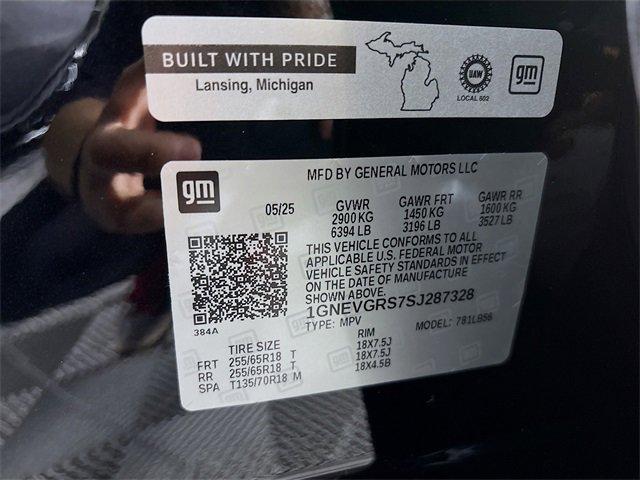 BUILT WITH PRIDE
Lansing, Michigan
UAW
LOCAL 602
gm
gm
MFD BY GENERAL MOTORS LLC
05/25
GVWR GAWR FRT GAWR RR
2900 KG 1450 KG 1600 KG
6394 LB 3196 LB 3527 LB
THIS VEHICLE CONFORMS TO ALL
APPLICABLE U.S. FEDERAL MOTOR
VEHICLE SAFETY STANDARDS IN EFFECT
ON THE DATE OF MANUFACTURE
SHOWN ABOVE.
1GNEVGRS7SJ287328
TYPE: MPV MODEL: 781LB56
384A
TIRE SIZE RIM
FRT 255/65R18 T 18X7.5J
RR 255/65R18 T 18X7.5J
SPA T135/70R18 M 18X4.5B